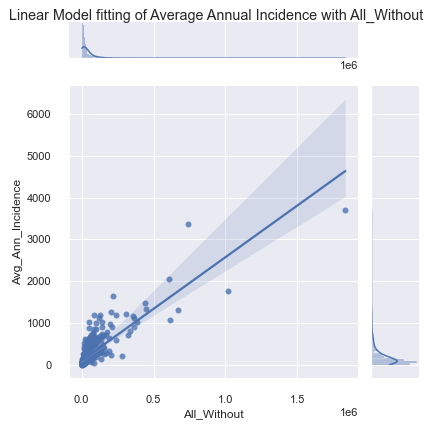 Linear Model fitting of Average Annual Incidence with All_Without
1e6
6000
5000
4000
3000
2000
1000
0
Avg_Ann_Incidence
0.0 0.5 1.0 1.5
1e6
All_Without